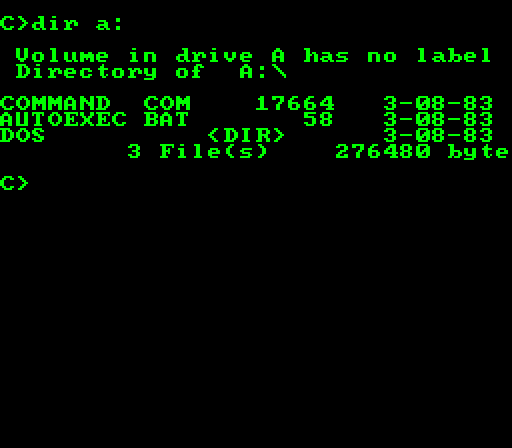 C>dir a:
Volume in drive A has no label
Directory of  A:\
COMMAND  COM    17664   3-08-83
AUTOEXEC BAT       58   3-08-83
DOS          <DIR>      3-08-83
        3 File(s)    276480 byte
C>